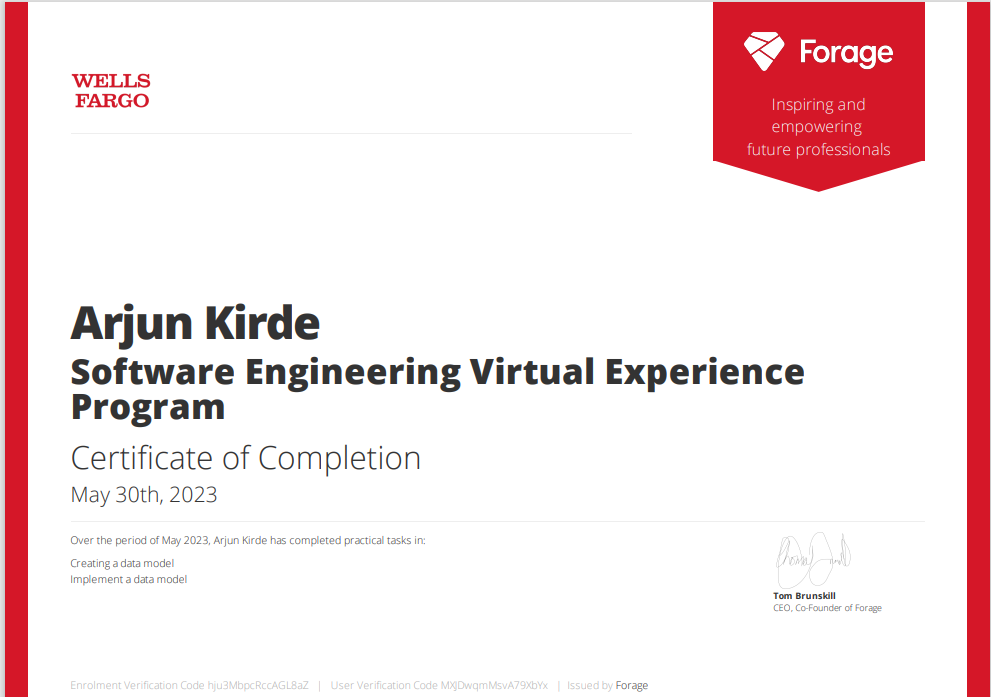 WELLS
FARGO
Forage
Inspiring and
empowering
future professionals
Arjun Kirde
Software Engineering Virtual Experience
Program
Certificate of Completion
May 30th, 2023
Over the period of May 2023, Arjun Kirde has completed practical tasks in:
Creating a data model
Implement a data model
Tom Brunskill
CEO, Co-Founder of Forage
Enrolment Verification Code hju3MbpcRccAGL8aZ | User Verification Code MXJDwqmMsvA79XbYx | Issued by Forage